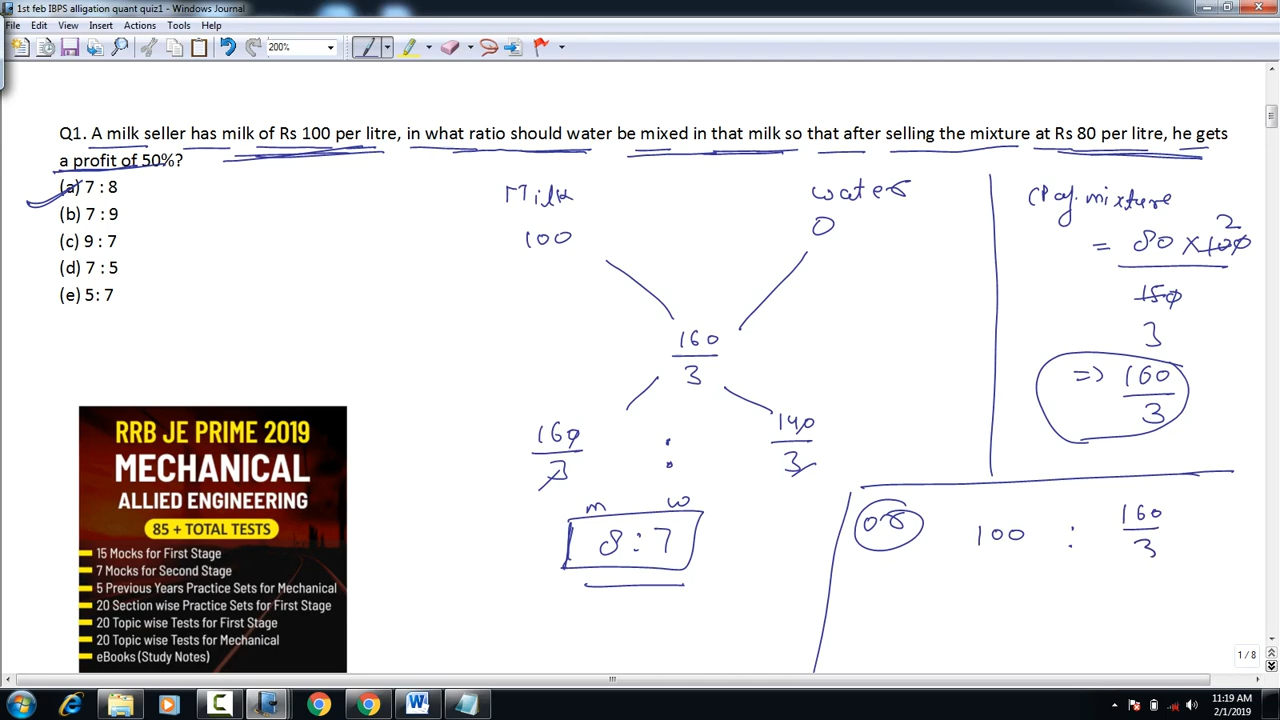 1st feb IBPS alligation quant quiz1 - Windows Journal
File Edit View Insert Actions Tools Help
200%
Q1. A milk seller has milk of Rs 100 per litre, in what ratio should water be mixed in that milk so that after selling the mixture at Rs 80 per litre, he gets
a profit of 50%?
(a) 7 : 8
(b) 7 : 9
(c) 9 : 7
(d) 7 : 5
(e) 5: 7
Milk water
100 0
160
3
160 : 140
3 3
m w
8 : 7
CP of mixture
2
= 80 × 100
150
3
=> 160
3
or 100 : 160
3
RRB JE PRIME 2019
MECHANICAL
ALLIED ENGINEERING
85 + TOTAL TESTS
15 Mocks for First Stage
7 Mocks for Second Stage
5 Previous Years Practice Sets for Mechanical
20 Section wise Practice Sets for First Stage
20 Topic wise Tests for First Stage
20 Topic wise Tests for Mechanical
eBooks (Study Notes)
1 / 8
11:19 AM
2/1/2019